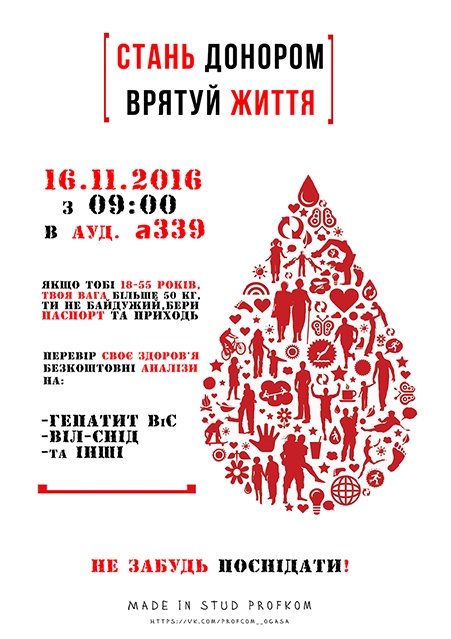 СТАНЬ ДОНОРОМ
ВРЯТУЙ ЖИТТЯ
16.11.2016
З 09:00
В АУД. а339
ЯКЩО ТОБІ 18-55 РОКІВ,
ТВОЯ ВАГА БІЛЬШЕ 50 КГ,
ТИ НЕ БАЙДУЖИЙ,БЕРИ
ПАСПОРТ ТА ПРИХОДЬ
ПЕРЕВІР СВОЄ ЗДОРОВ'Я
БЕЗКОШТОВНІ АНАЛІЗИ
НА:
-ГЕПАТИТ ВіС
-ВІЛ-СНІД
-ТА ІНШІ
НЕ ЗАБУДЬ ПОСНІДАТИ!
MADE IN STUD PROFKOM
HTTPS://VK.COM/PROFCOM__OGASA